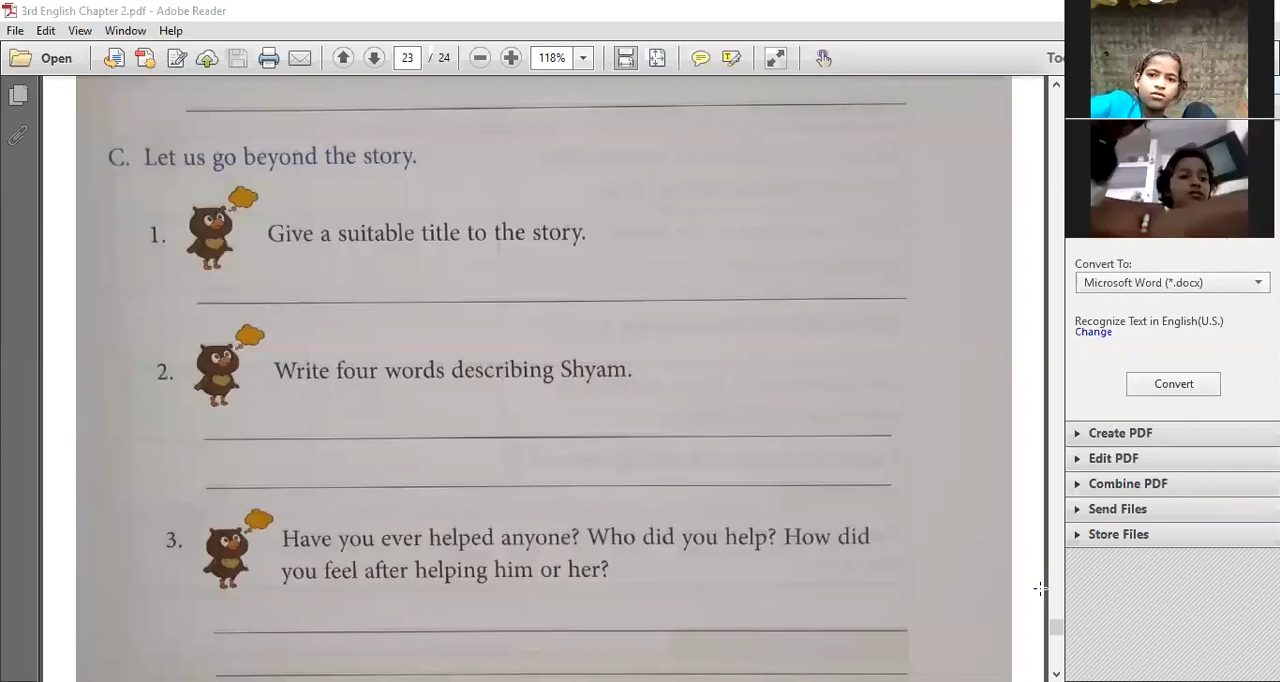 3rd English Chapter 2.pdf - Adobe Reader
File Edit View Window Help
Open 23 / 24 118%
C. Let us go beyond the story.
1. Give a suitable title to the story.
2. Write four words describing Shyam.
3. Have you ever helped anyone? Who did you help? How did
you feel after helping him or her?
Convert To:
Microsoft Word (*.docx)
Recognize Text in English(U.S.)
Change
Convert
Create PDF
Edit PDF
Combine PDF
Send Files
Store Files